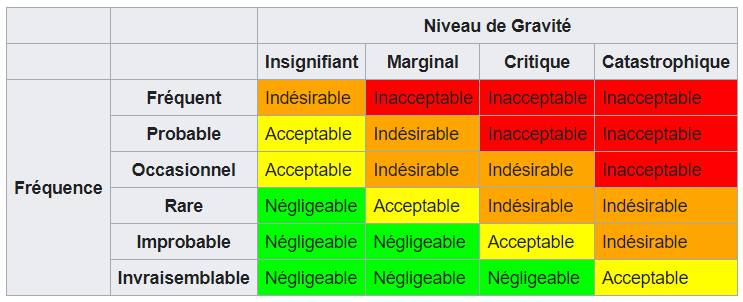 Niveau de Gravité
Insignifiant Marginal Critique Catastrophique
Fréquent Indésirable Inacceptable Inacceptable Inacceptable
Probable Acceptable Indésirable Inacceptable Inacceptable
Occasionnel Acceptable Indésirable Indésirable Inacceptable
Fréquence
Rare Négligeable Acceptable Indésirable Indésirable
Improbable Négligeable Négligeable Acceptable Indésirable
Invraisemblable Négligeable Négligeable Négligeable Acceptable